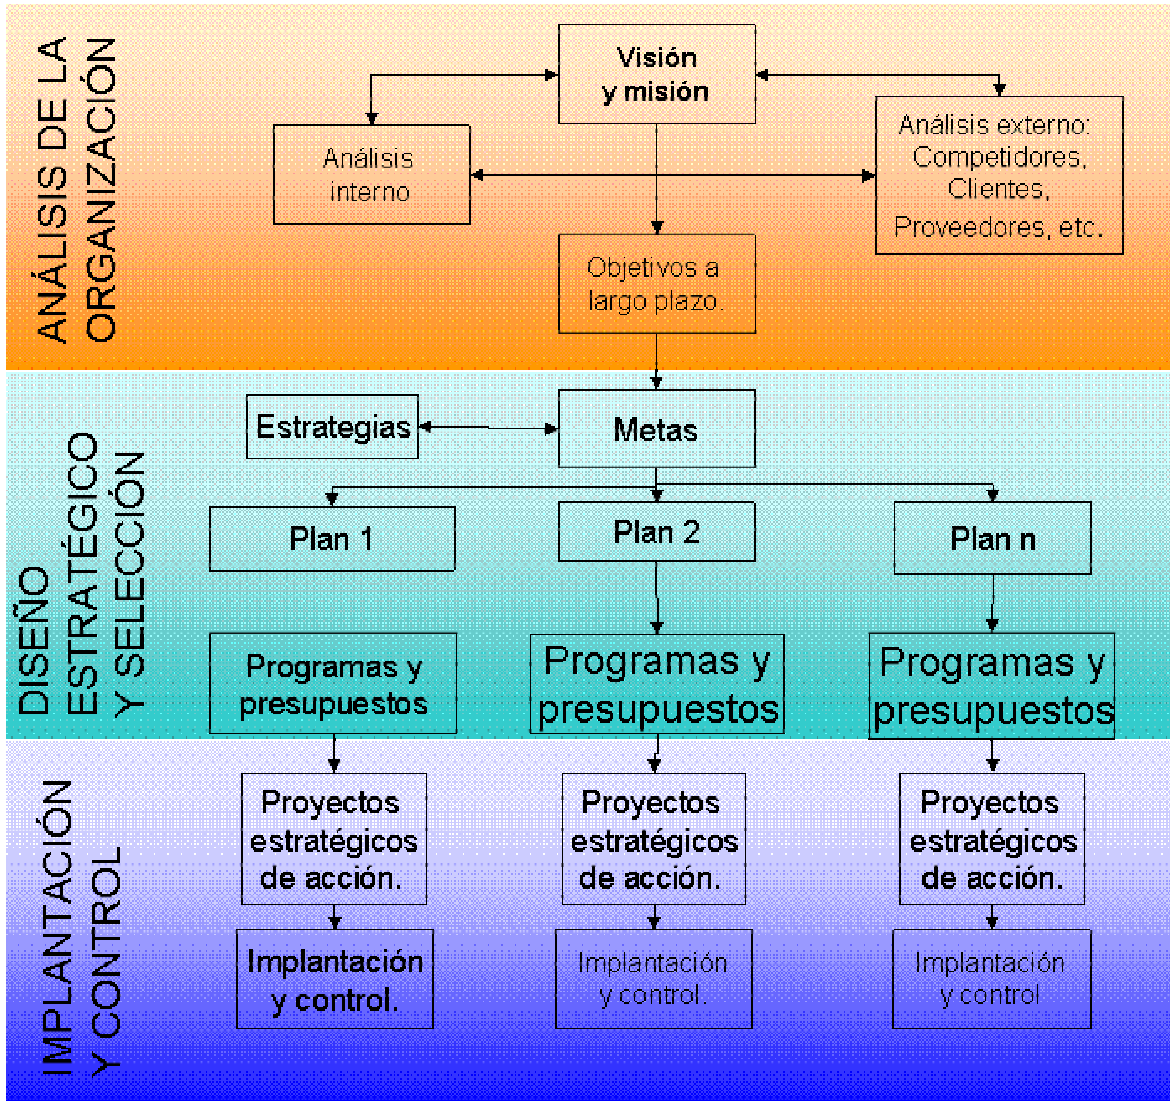 ANÁLISIS DE LA
ORGANIZACIÓN
Visión
y misión
Análisis
interno
Análisis externo:
Competidores,
Clientes,
Proveedores, etc.
Objetivos a
largo plazo.
DISEÑO
ESTRATÉGICO
Y SELECCIÓN
Estrategias
Metas
Plan 1
Plan 2
Plan n
Programas y
presupuestos
Programas y
presupuestos
Programas y
presupuestos
IMPLANTACIÓN
Y CONTROL
Proyectos
estratégicos
de acción.
Proyectos
estratégicos
de acción.
Proyectos
estratégicos
de acción.
Implantación
y control.
Implantación
y control.
Implantación
y control